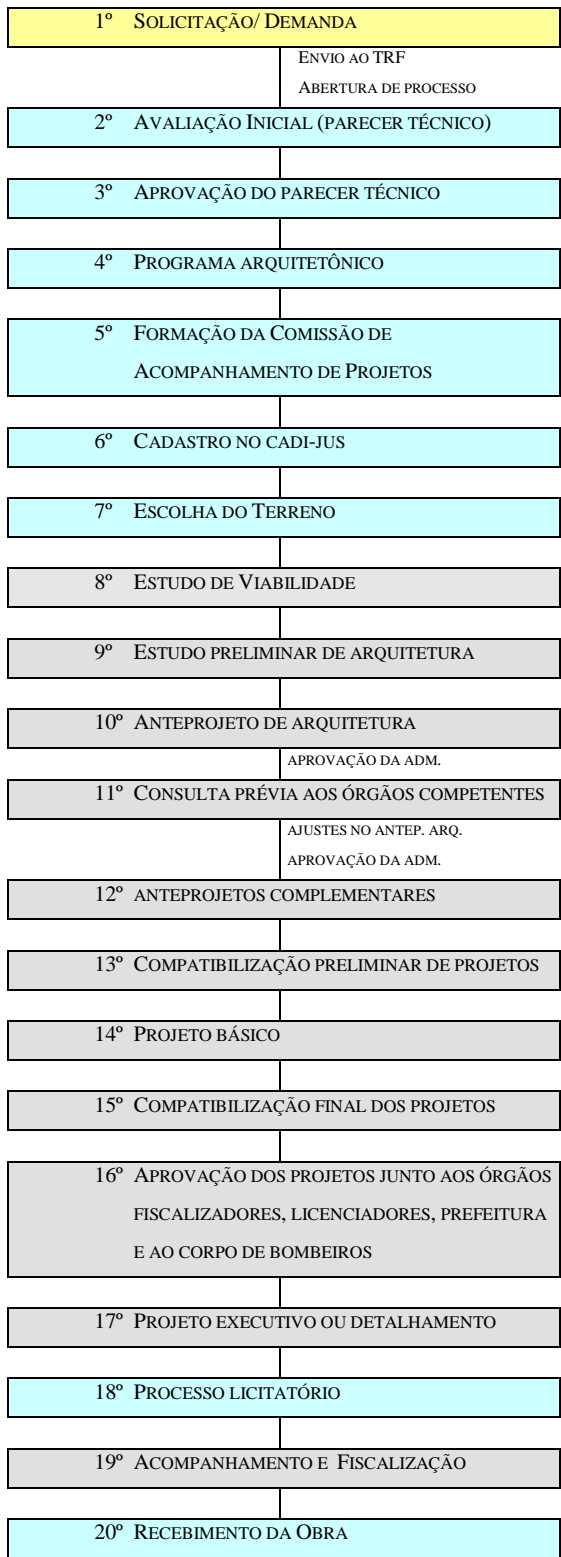 1º SOLICITAÇÃO/ DEMANDA
ENVIO AO TRF
ABERTURA DE PROCESSO
2º AVALIAÇÃO INICIAL (PARECER TÉCNICO)
3º APROVAÇÃO DO PARECER TÉCNICO
4º PROGRAMA ARQUITETÔNICO
5º FORMAÇÃO DA COMISSÃO DE
ACOMPANHAMENTO DE PROJETOS
6º CADASTRO NO CADI-JUS
7º ESCOLHA DO TERRENO
8º ESTUDO DE VIABILIDADE
9º ESTUDO PRELIMINAR DE ARQUITETURA
10º ANTEPROJETO DE ARQUITETURA
APROVAÇÃO DA ADM.
11º CONSULTA PRÉVIA AOS ÓRGÃOS COMPETENTES
AJUSTES NO ANTEP. ARQ.
APROVAÇÃO DA ADM.
12º ANTEPROJETOS COMPLEMENTARES
13º COMPATIBILIZAÇÃO PRELIMINAR DE PROJETOS
14º PROJETO BÁSICO
15º COMPATIBILIZAÇÃO FINAL DOS PROJETOS
16º APROVAÇÃO DOS PROJETOS JUNTO AOS ÓRGÃOS
FISCALIZADORES, LICENCIADORES, PREFEITURA
E AO CORPO DE BOMBEIROS
17º PROJETO EXECUTIVO OU DETALHAMENTO
18º PROCESSO LICITATÓRIO
19º ACOMPANHAMENTO E FISCALIZAÇÃO
20º RECEBIMENTO DA OBRA